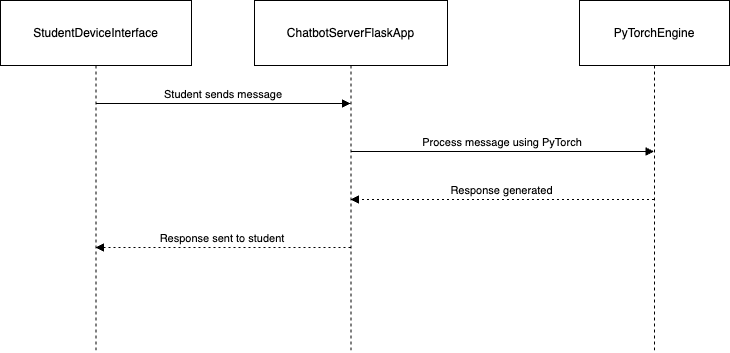 StudentDeviceInterface
ChatbotServerFlaskApp
PyTorchEngine
Student sends message
Process message using PyTorch
Response generated
Response sent to student